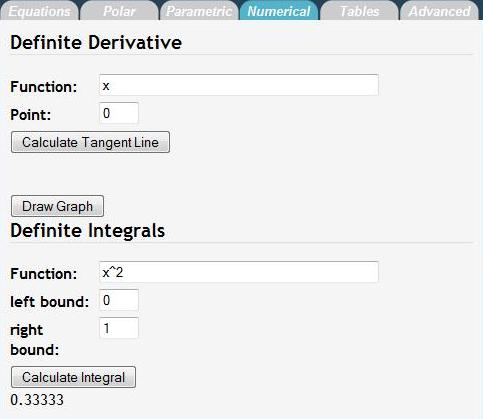 Equations Polar Parametric Numerical Tables Advanced
Definite Derivative
Function: x
Point: 0
Calculate Tangent Line
Draw Graph
Definite Integrals
Function: x^2
left bound: 0
right
bound: 1
Calculate Integral
0.33333